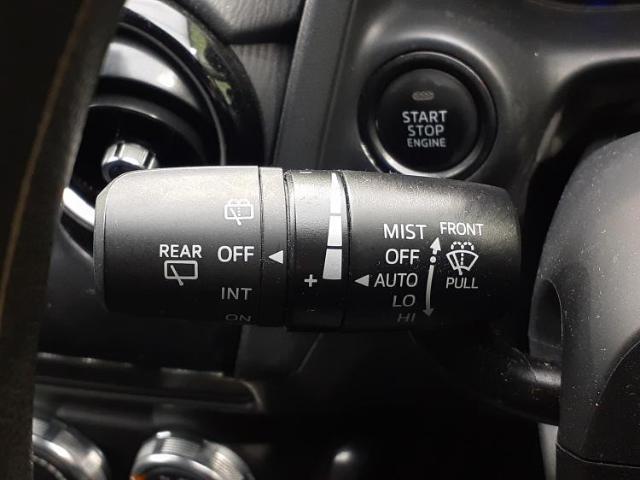 START
STOP
ENGINE
REAR
OFF
INT
ON
+
MIST
OFF
AUTO
LO
HI
FRONT
PULL